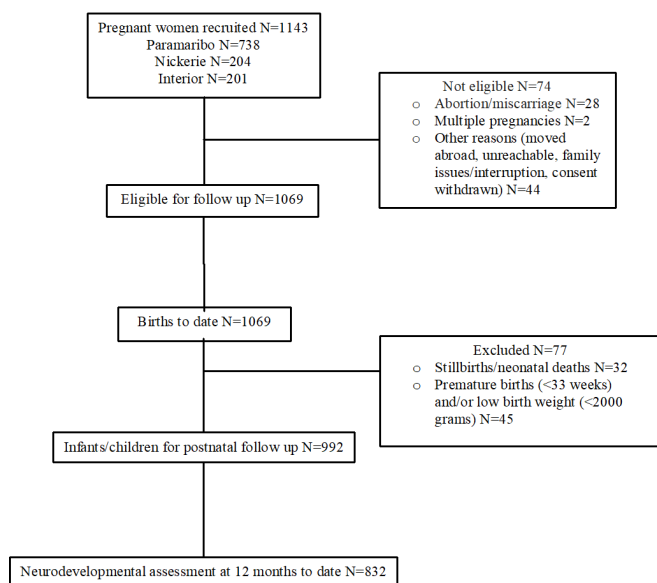 Pregnant women recruited N=1143
Paramaribo N=738
Nickerie N=204
Interior N=201
Not eligible N=74
o Abortion/miscarriage N=28
o Multiple pregnancies N=2
o Other reasons (moved
abroad, unreachable, family
issues/interruption, consent
withdrawn) N=44
Eligible for follow up N=1069
Births to date N=1069
Excluded N=77
o Stillbirths/neonatal deaths N=32
o Premature births (<33 weeks)
and/or low birth weight (<2000
grams) N=45
Infants/children for postnatal follow up N=992
Neurodevelopmental assessment at 12 months to date N=832